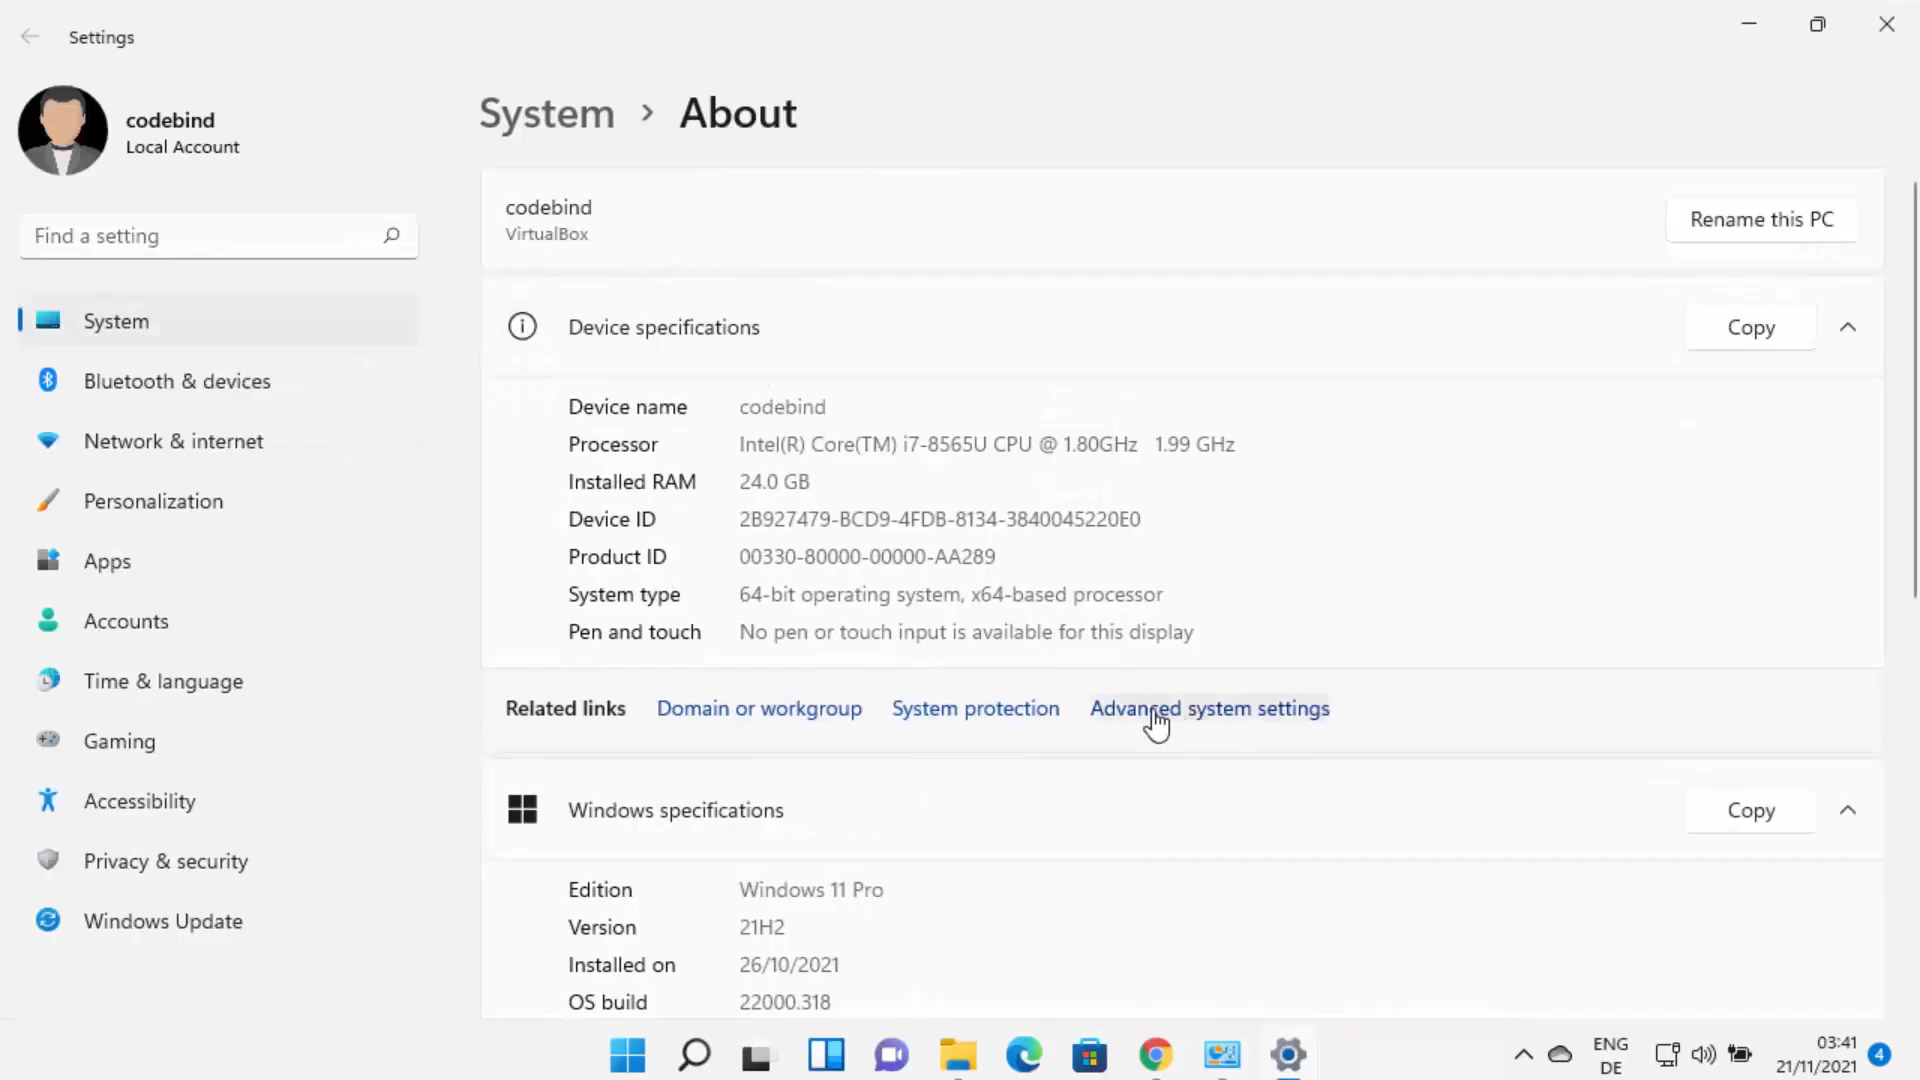 Settings
codebind
Local Account
Find a setting
System
Bluetooth & devices
Network & internet
Personalization
Apps
Accounts
Time & language
Gaming
Accessibility
Privacy & security
Windows Update
System > About
codebind
VirtualBox
Rename this PC
Device specifications
Copy
Device name codebind
Processor Intel(R) Core(TM) i7-8565U CPU @ 1.80GHz 1.99 GHz
Installed RAM 24.0 GB
Device ID 2B927479-BCD9-4FDB-8134-3840045220E0
Product ID 00330-80000-00000-AA289
System type 64-bit operating system, x64-based processor
Pen and touch No pen or touch input is available for this display
Related links Domain or workgroup System protection Advanced system settings
Windows specifications
Copy
Edition Windows 11 Pro
Version 21H2
Installed on 26/10/2021
OS build 22000.318
ENG
DE
03:41
21/11/2021
4